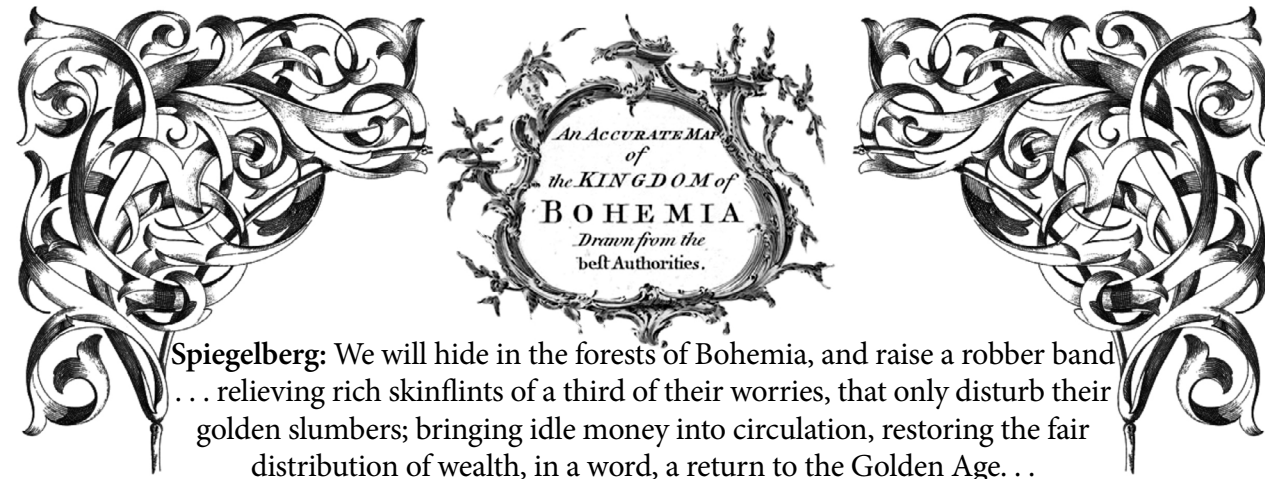 An ACCURATE MAP
of
the KINGDOM of
BOHEMIA
Drawn from the
beſt Authorities.
Spiegelberg: We will hide in the forests of Bohemia, and raise a robber band
. . . relieving rich skinflints of a third of their worries, that only disturb their
golden slumbers; bringing idle money into circulation, restoring the fair
distribution of wealth, in a word, a return to the Golden Age. . .